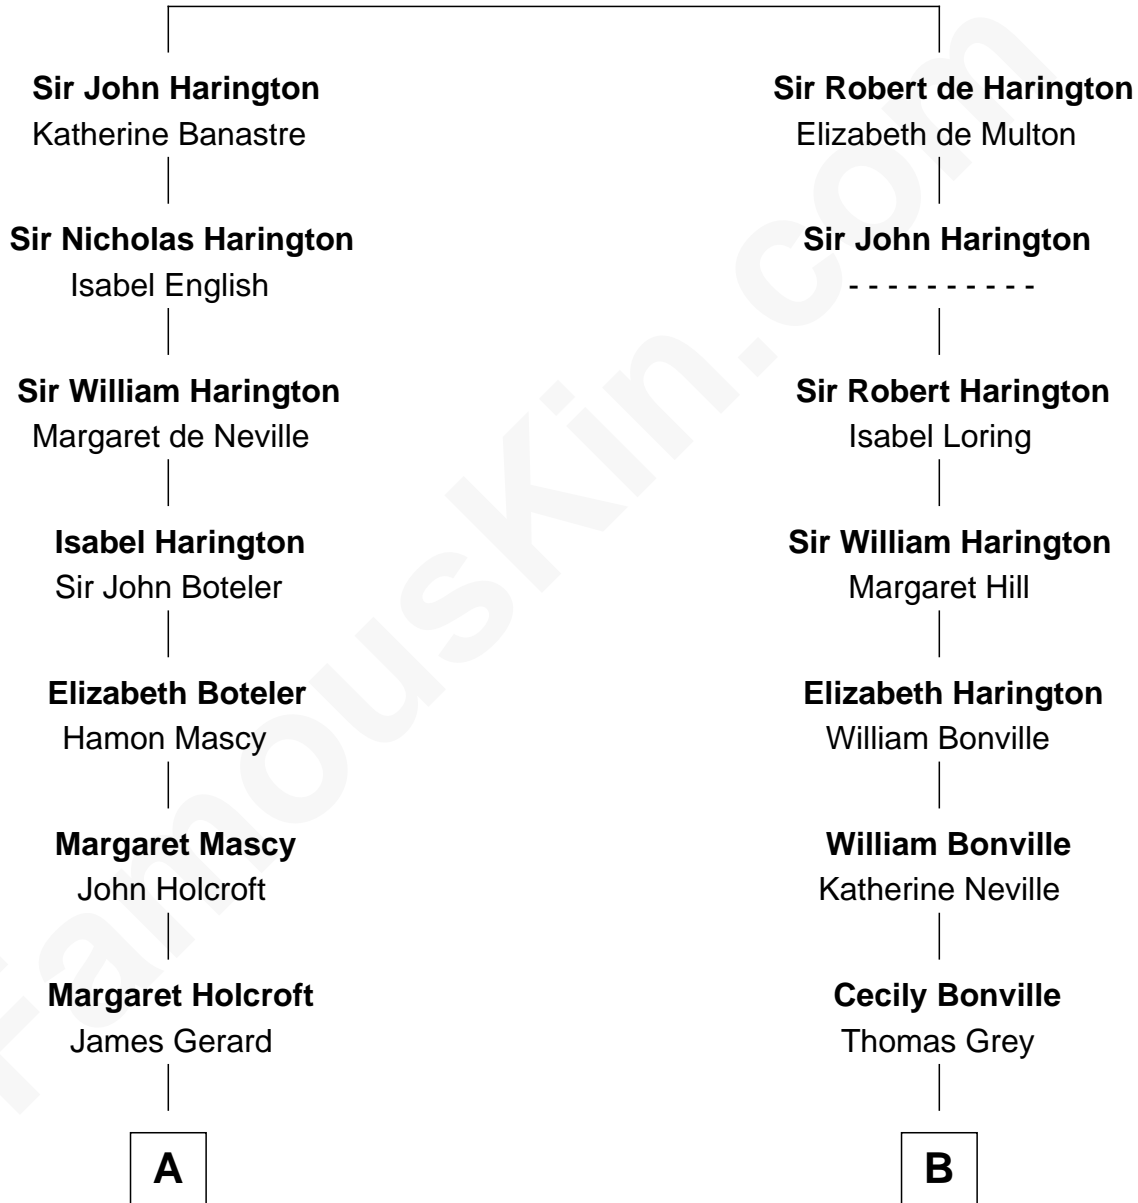 Sir John Harington
Katherine Banastre
Sir Nicholas Harington
Isabel English
Sir William Harington
Margaret de Neville
Isabel Harington
Sir John Boteler
Elizabeth Boteler
Hamon Mascy
Margaret Mascy
John Holcroft
Margaret Holcroft
James Gerard
A
Sir Robert de Harington
Elizabeth de Multon
Sir John Harington
- - - - - - - - - -
Sir Robert Harington
Isabel Loring
Sir William Harington
Margaret Hill
Elizabeth Harington
William Bonville
William Bonville
Katherine Neville
Cecily Bonville
Thomas Grey
B
FamousKin.com